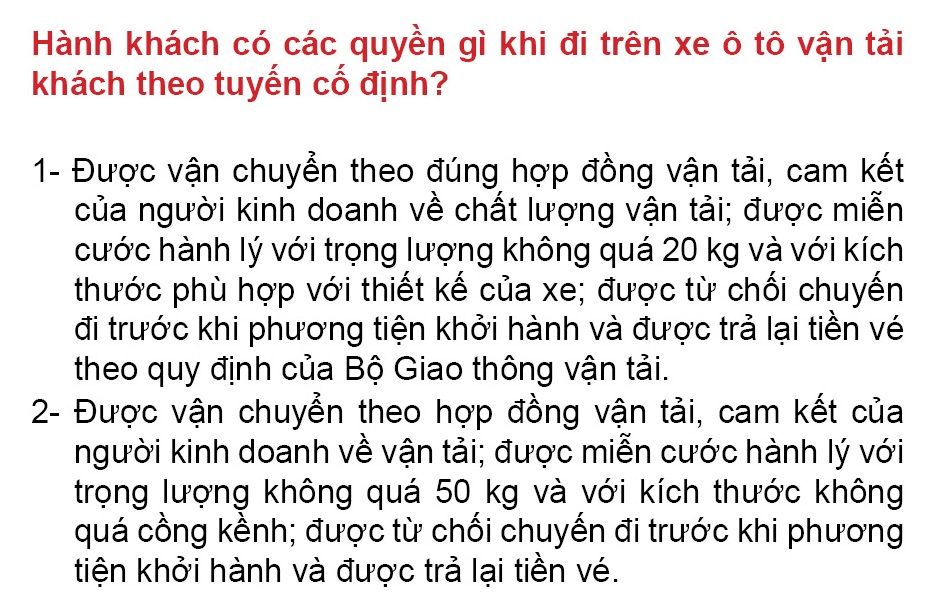 Hành khách có các quyền gì khi đi trên xe ô tô vận tải
khách theo tuyến cố định?
1- Được vận chuyển theo đúng hợp đồng vận tải, cam kết
của người kinh doanh về chất lượng vận tải; được miễn
cước hành lý với trọng lượng không quá 20 kg và với kích
thước phù hợp với thiết kế của xe; được từ chối chuyến
đi trước khi phương tiện khởi hành và được trả lại tiền vé
theo quy định của Bộ Giao thông vận tải.
2- Được vận chuyển theo hợp đồng vận tải, cam kết của
người kinh doanh về vận tải; được miễn cước hành lý với
trọng lượng không quá 50 kg và với kích thước không
quá cồng kềnh; được từ chối chuyến đi trước khi phương
tiện khởi hành và được trả lại tiền vé.